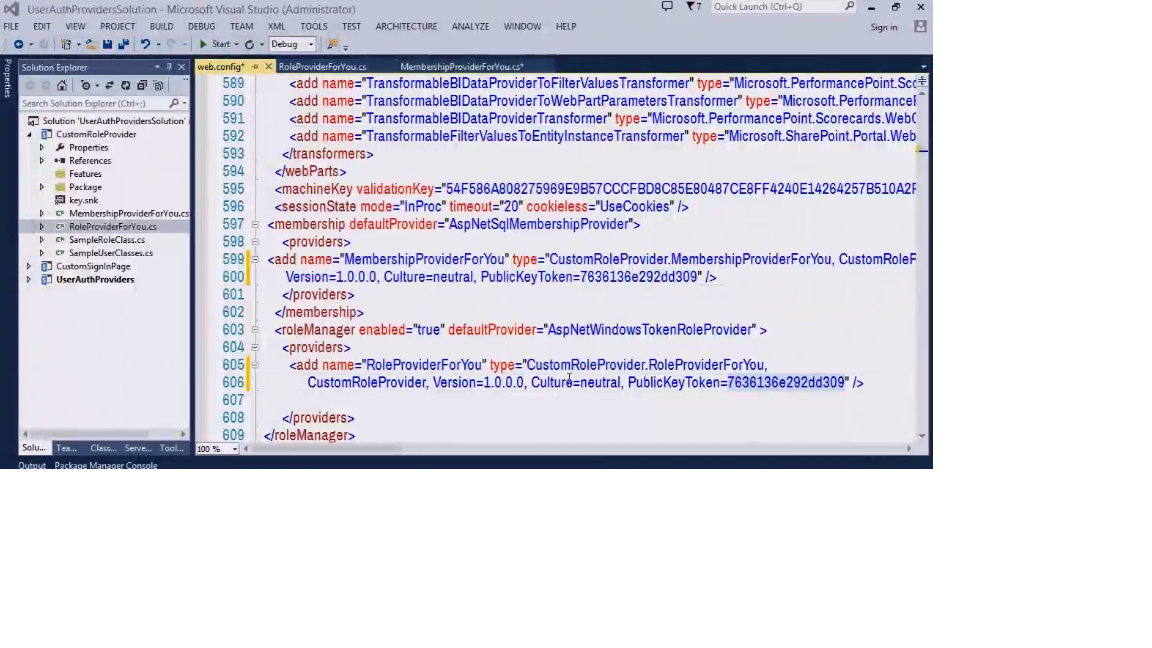 UserAuthProvidersSolution - Microsoft Visual Studio (Administrator)
7
Quick Launch (Ctrl+Q)
FILE EDIT VIEW PROJECT BUILD DEBUG TEAM XML TOOLS TEST ARCHITECTURE ANALYZE WINDOW HELP
Sign in
Start
Debug
Properties
Solution Explorer
Search Solution Explorer (Ctrl+;)
Solution 'UserAuthProvidersSolution'
CustomRoleProvider
Properties
References
Features
Package
key.snk
MembershipProviderForYou.cs
RoleProviderForYou.cs
SampleRoleClass.cs
SampleUserClasses.cs
CustomSignInPage
UserAuthProviders
Solu... Tea... Class... Serve... Tool...
web.config* RoleProviderForYou.cs MembershipProviderForYou.cs*
589 <add name="TransformableBIDataProviderToFilterValuesTransformer" type="Microsoft.PerformancePoint.Scor
590 <add name="TransformableBIDataProviderToWebPartParametersTransformer" type="Microsoft.PerformanceP
591 <add name="TransformableBIDataProviderTransformer" type="Microsoft.PerformancePoint.Scorecards.WebC
592 <add name="TransformableFilterValuesToEntityInstanceTransformer" type="Microsoft.SharePoint.Portal.Web
593 </transformers>
594 </webParts>
595 <machineKey validationKey="54F586A808275969E9B57CCCFBD8C85E80487CE8FF4240E14264257B510A2F
596 <sessionState mode="InProc" timeout="20" cookieless="UseCookies" />
597 <membership defaultProvider="AspNetSqlMembershipProvider">
598 <providers>
599 <add name="MembershipProviderForYou" type="CustomRoleProvider.MembershipProviderForYou, CustomRoleP
600 Version=1.0.0.0, Culture=neutral, PublicKeyToken=7636136e292dd309" />
601 </providers>
602 </membership>
603 <roleManager enabled="true" defaultProvider="AspNetWindowsTokenRoleProvider" >
604 <providers>
605 <add name="RoleProviderForYou" type="CustomRoleProvider.RoleProviderForYou,
606 CustomRoleProvider, Version=1.0.0.0, Culture=neutral, PublicKeyToken=7636136e292dd309" />
607
608 </providers>
609 </roleManager>
100 %
Output Package Manager Console